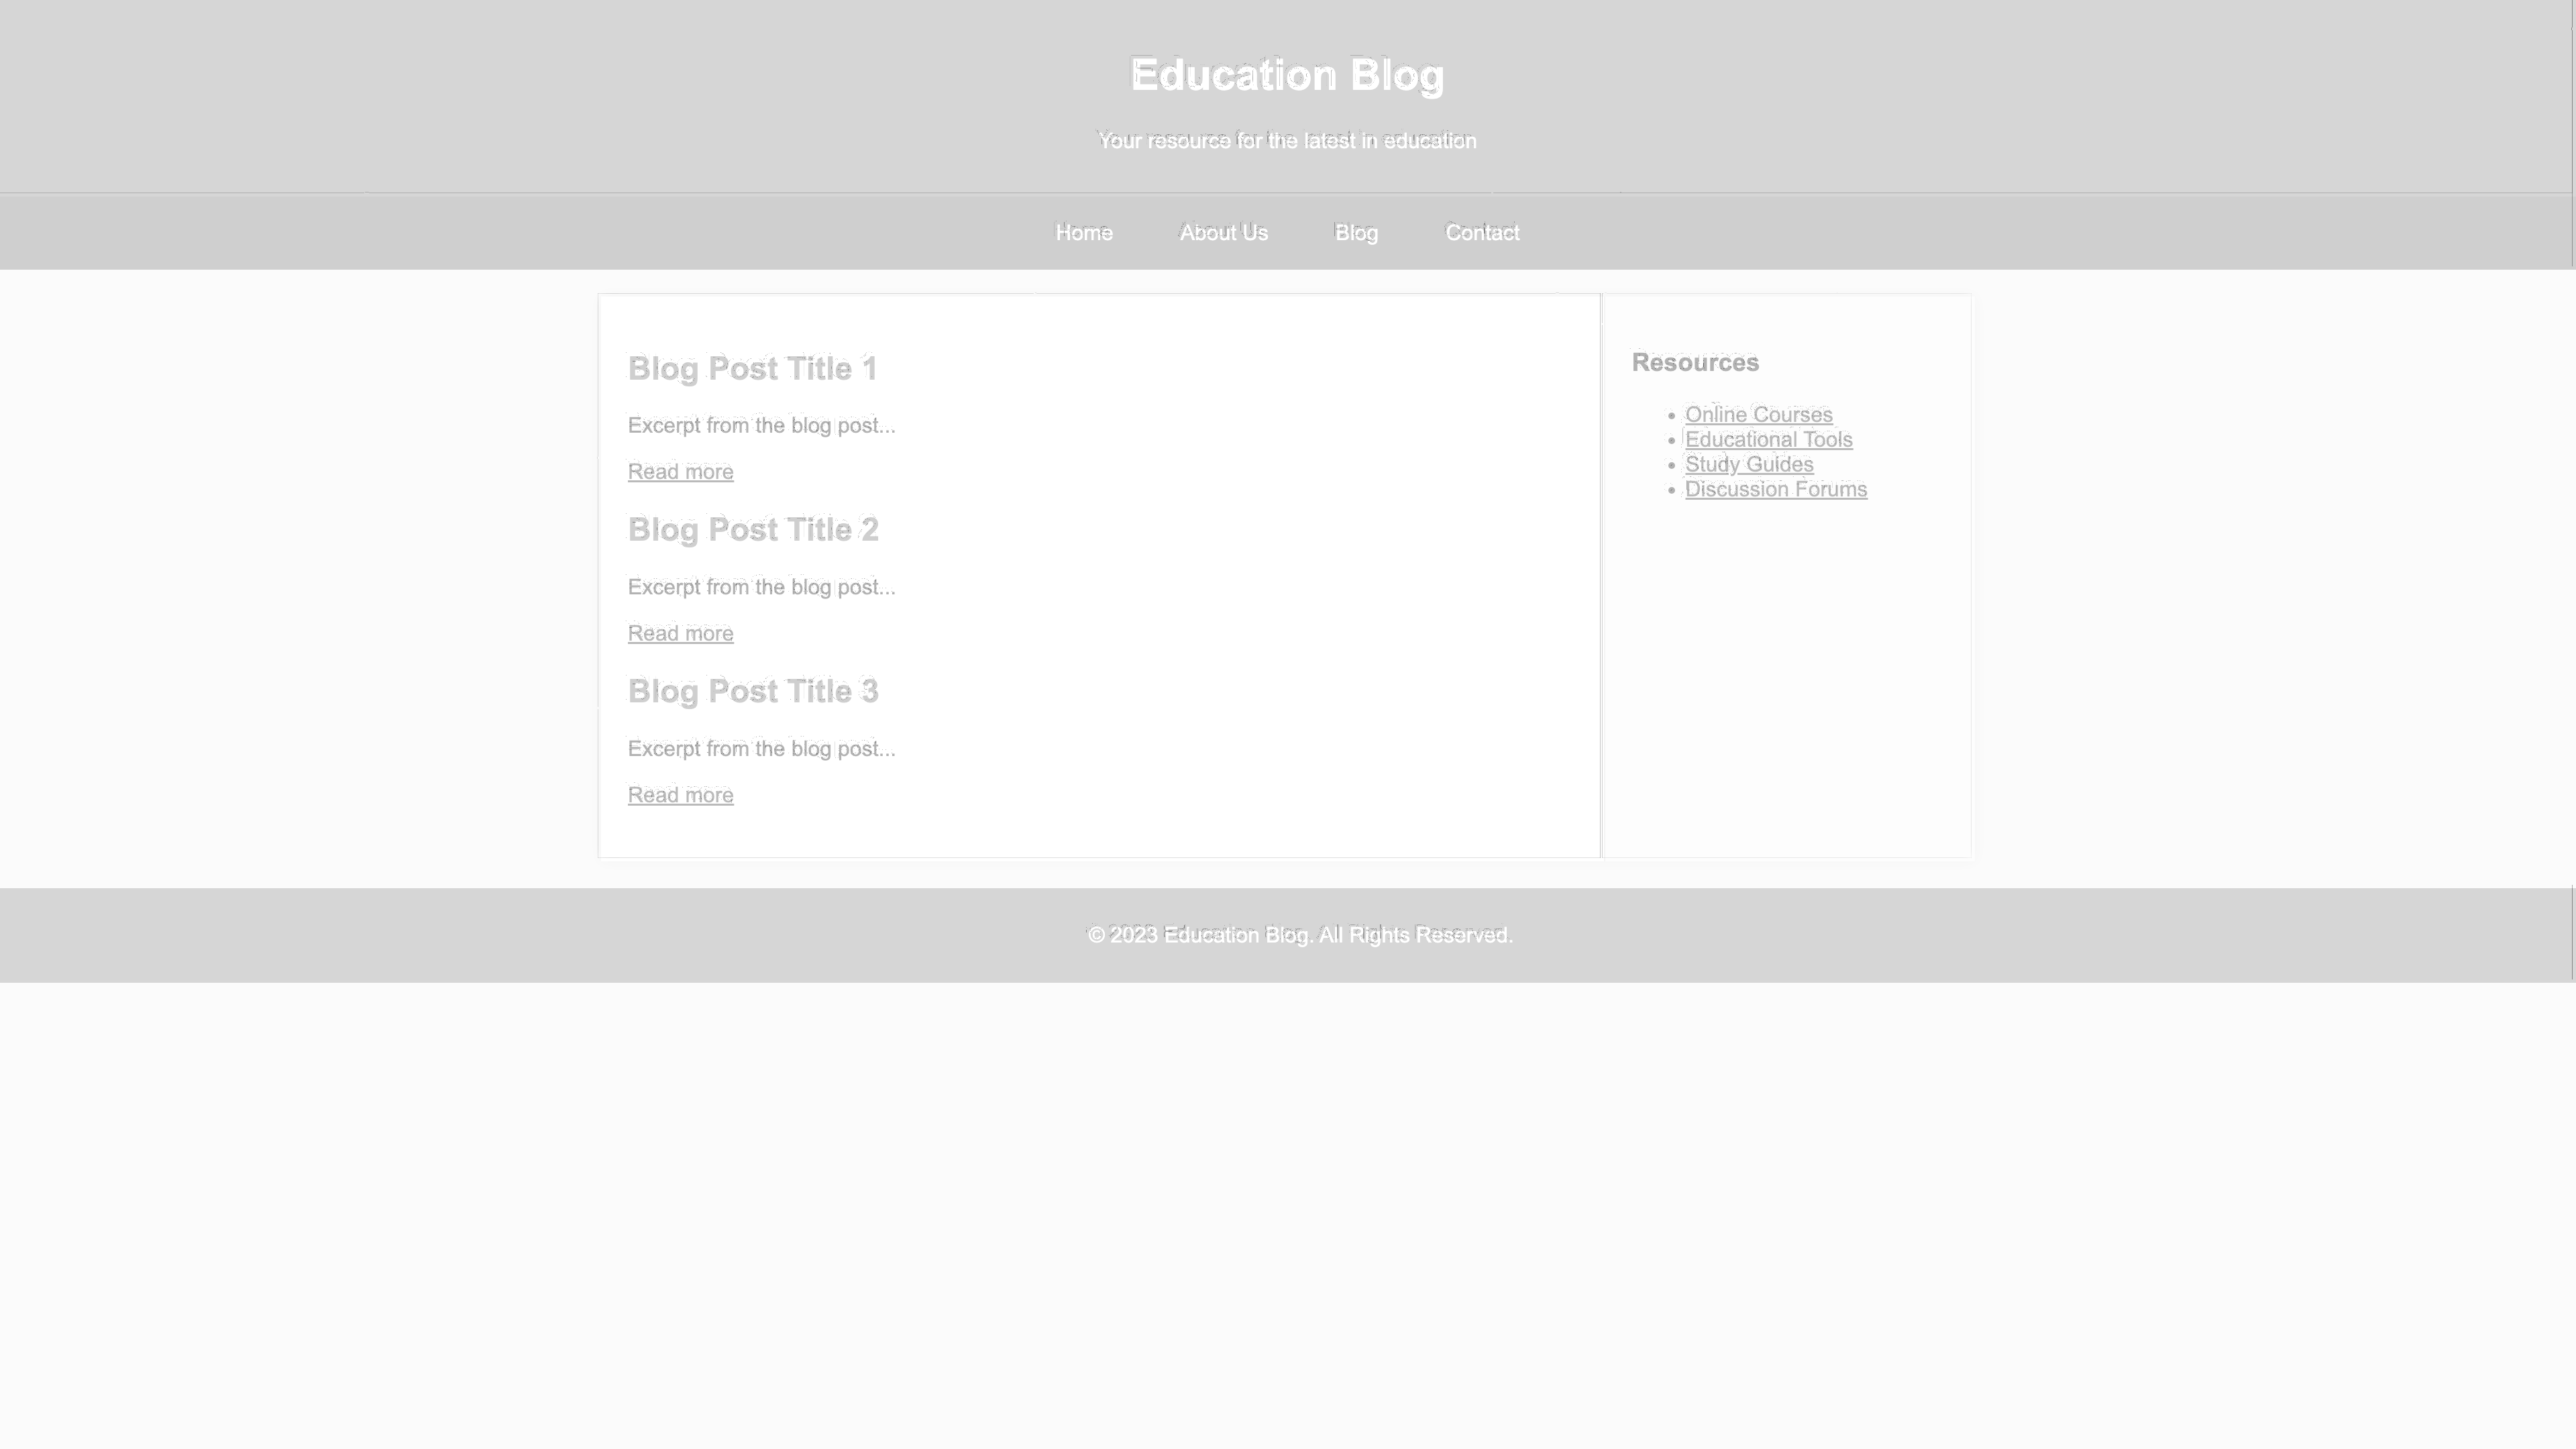 Education Blog
Your resource for the latest in education
Home About Us Blog Contact
Blog Post Title 1
Excerpt from the blog post...
Read more
Blog Post Title 2
Excerpt from the blog post...
Read more
Blog Post Title 3
Excerpt from the blog post...
Read more
Resources
Online Courses
Educational Tools
Study Guides
Discussion Forums
© 2023 Education Blog. All Rights Reserved.